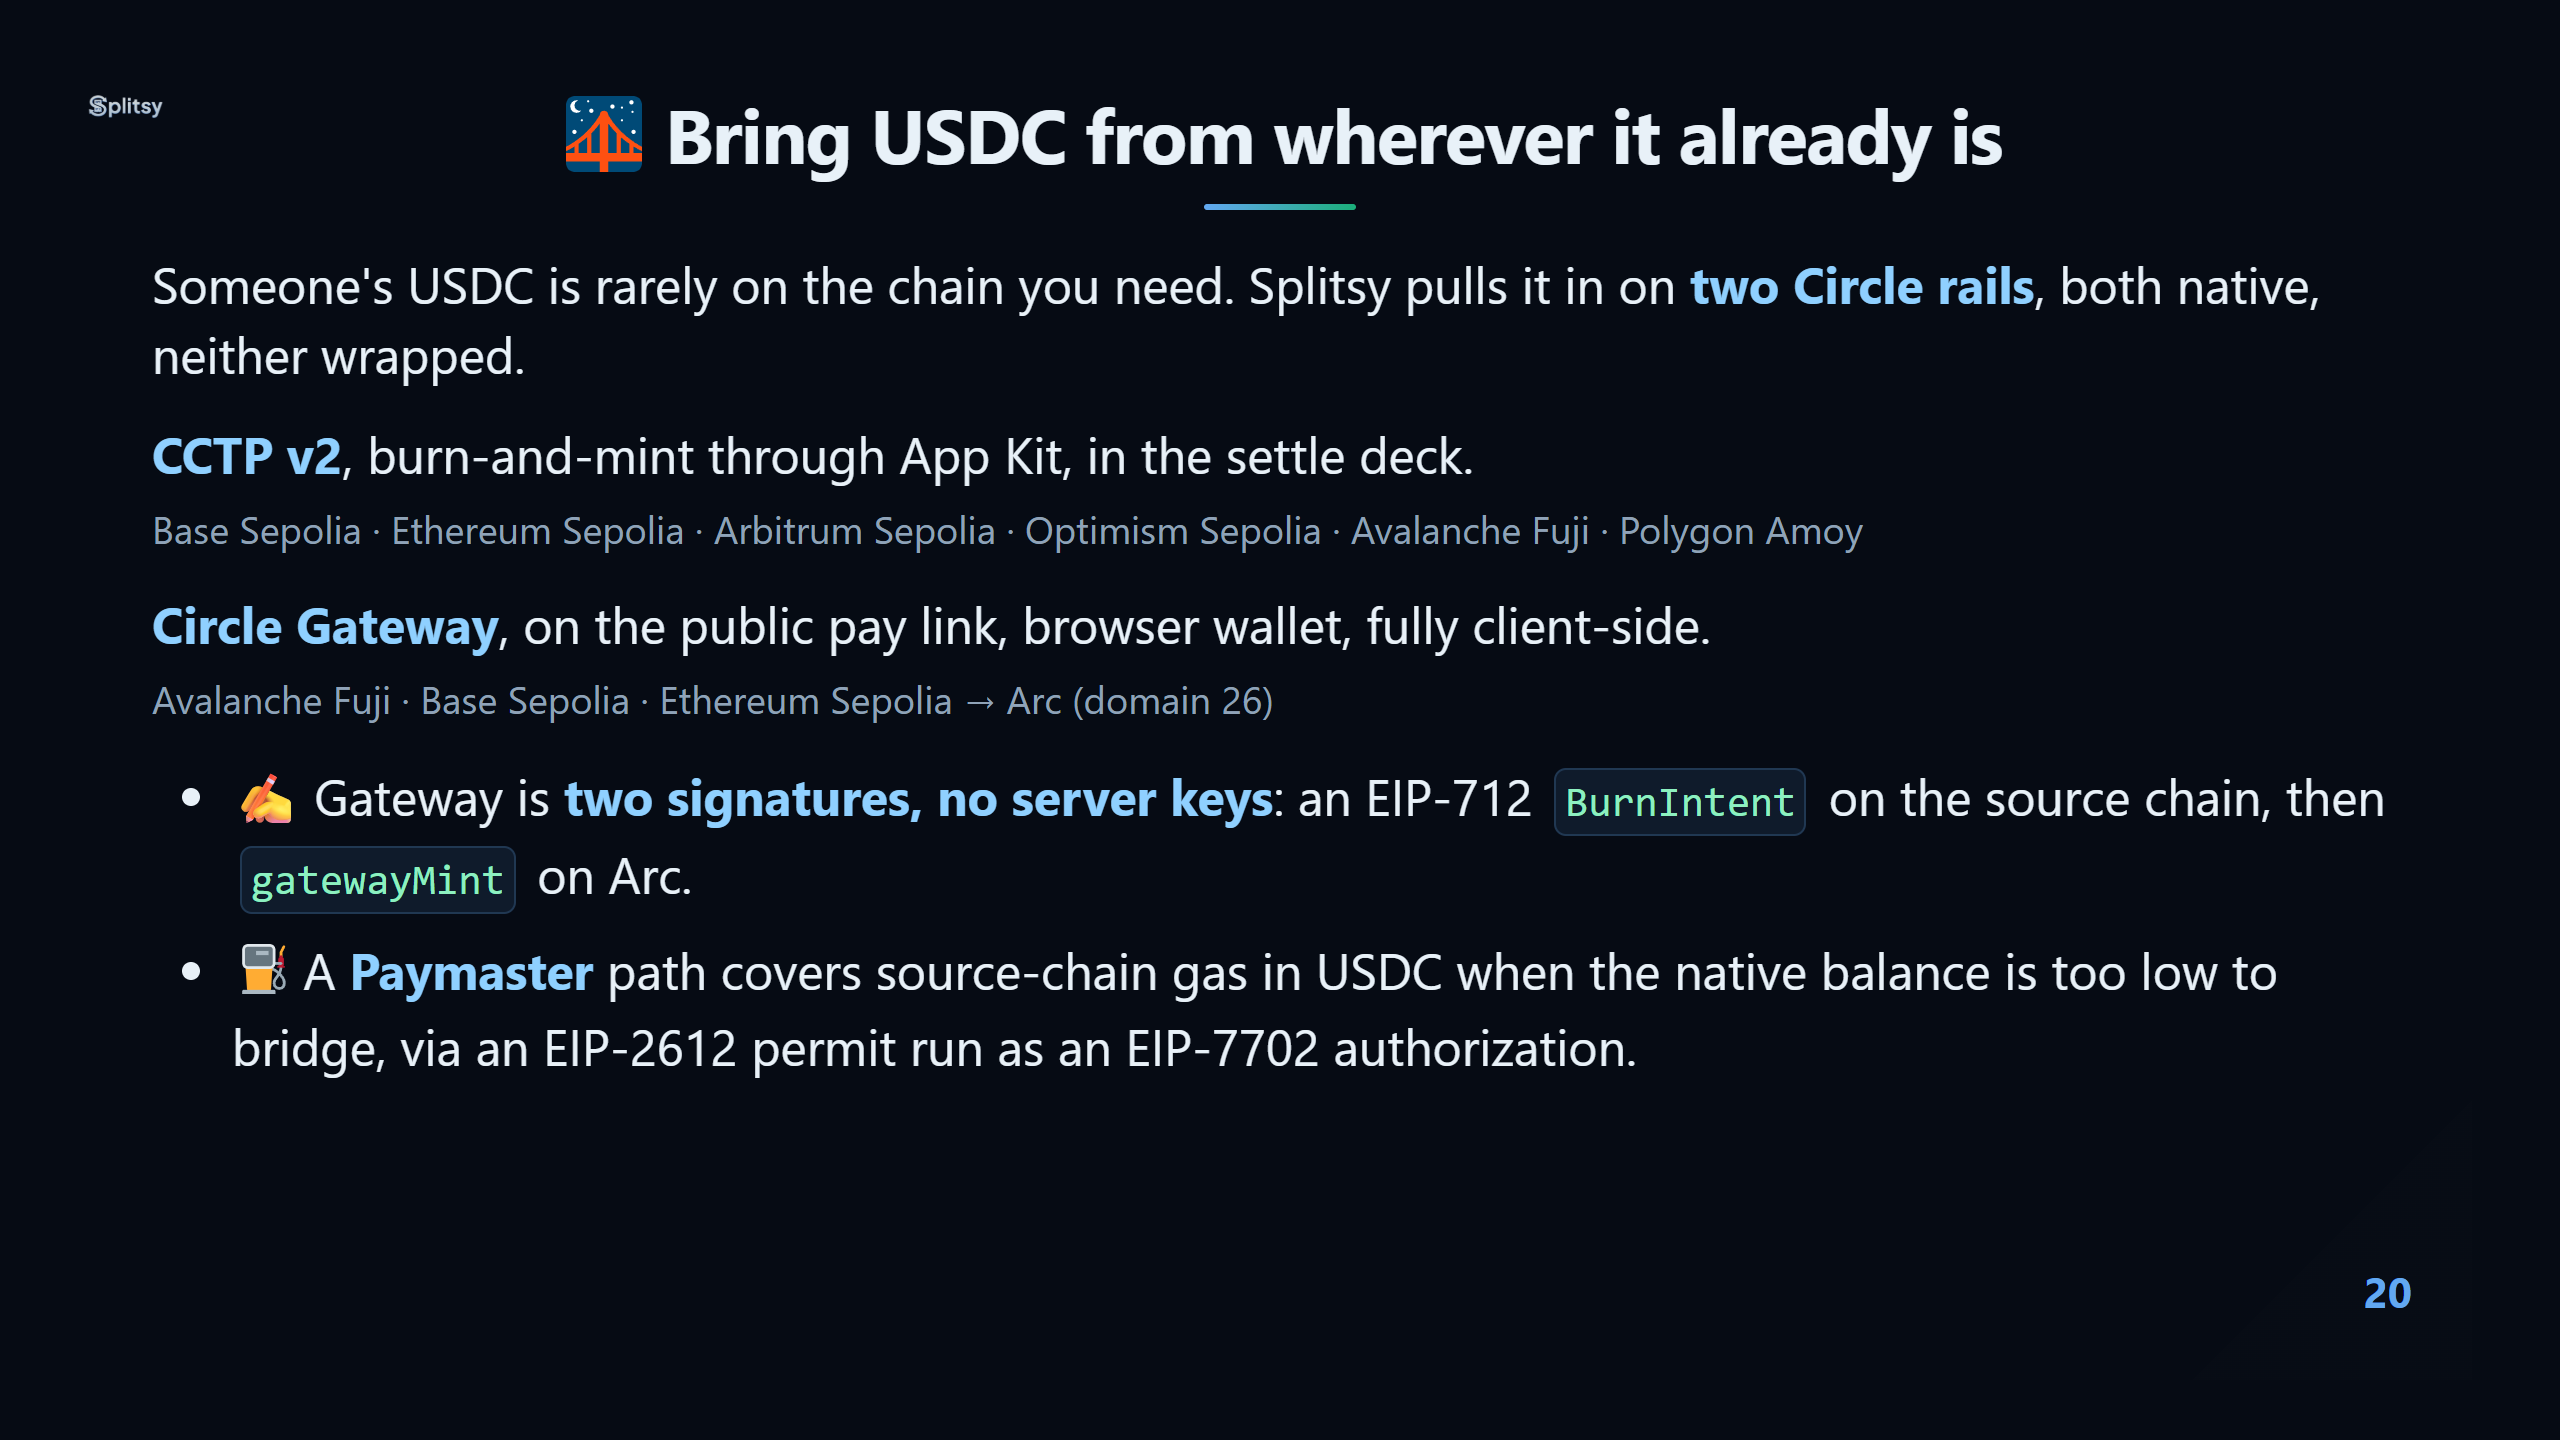 Splitsy
🌉 Bring USDC from wherever it already is
Someone's USDC is rarely on the chain you need. Splitsy pulls it in on two Circle rails, both native,
neither wrapped.
CCTP v2, burn-and-mint through App Kit, in the settle deck.
Base Sepolia · Ethereum Sepolia · Arbitrum Sepolia · Optimism Sepolia · Avalanche Fuji · Polygon Amoy
Circle Gateway, on the public pay link, browser wallet, fully client-side.
Avalanche Fuji · Base Sepolia · Ethereum Sepolia → Arc (domain 26)
• ✍️ Gateway is two signatures, no server keys: an EIP-712 BurnIntent on the source chain, then
gatewayMint on Arc.
• ⛽ A Paymaster path covers source-chain gas in USDC when the native balance is too low to
bridge, via an EIP-2612 permit run as an EIP-7702 authorization.
20